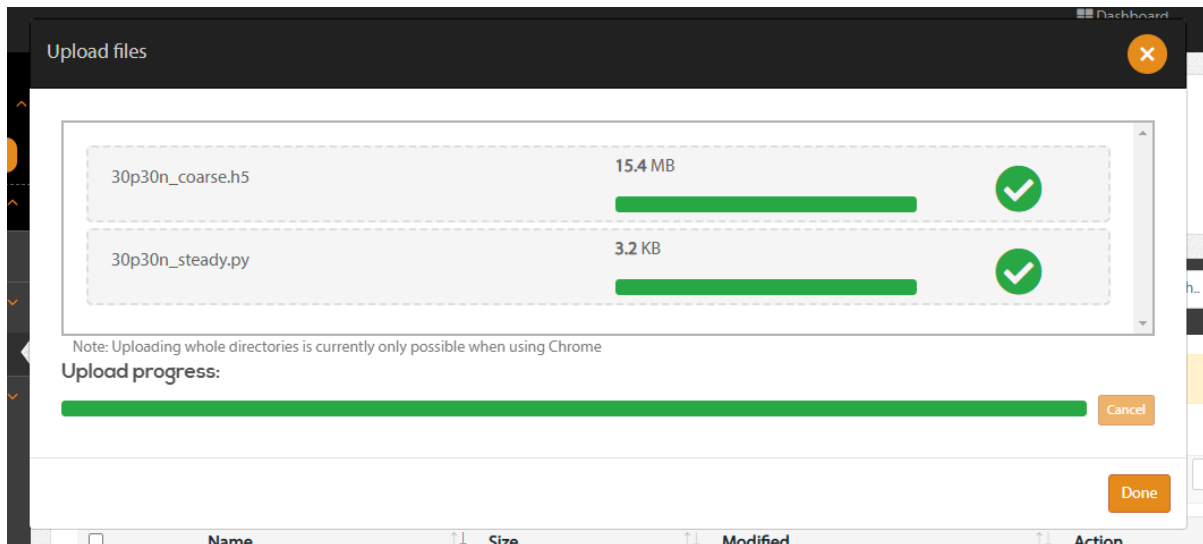 Dashboard
Upload files
30p30n_coarse.h5
15.4 MB
30p30n_steady.py
3.2 KB
Note: Uploading whole directories is currently only possible when using Chrome
Upload progress:
Cancel
Done
Name Size Modified Action
h..